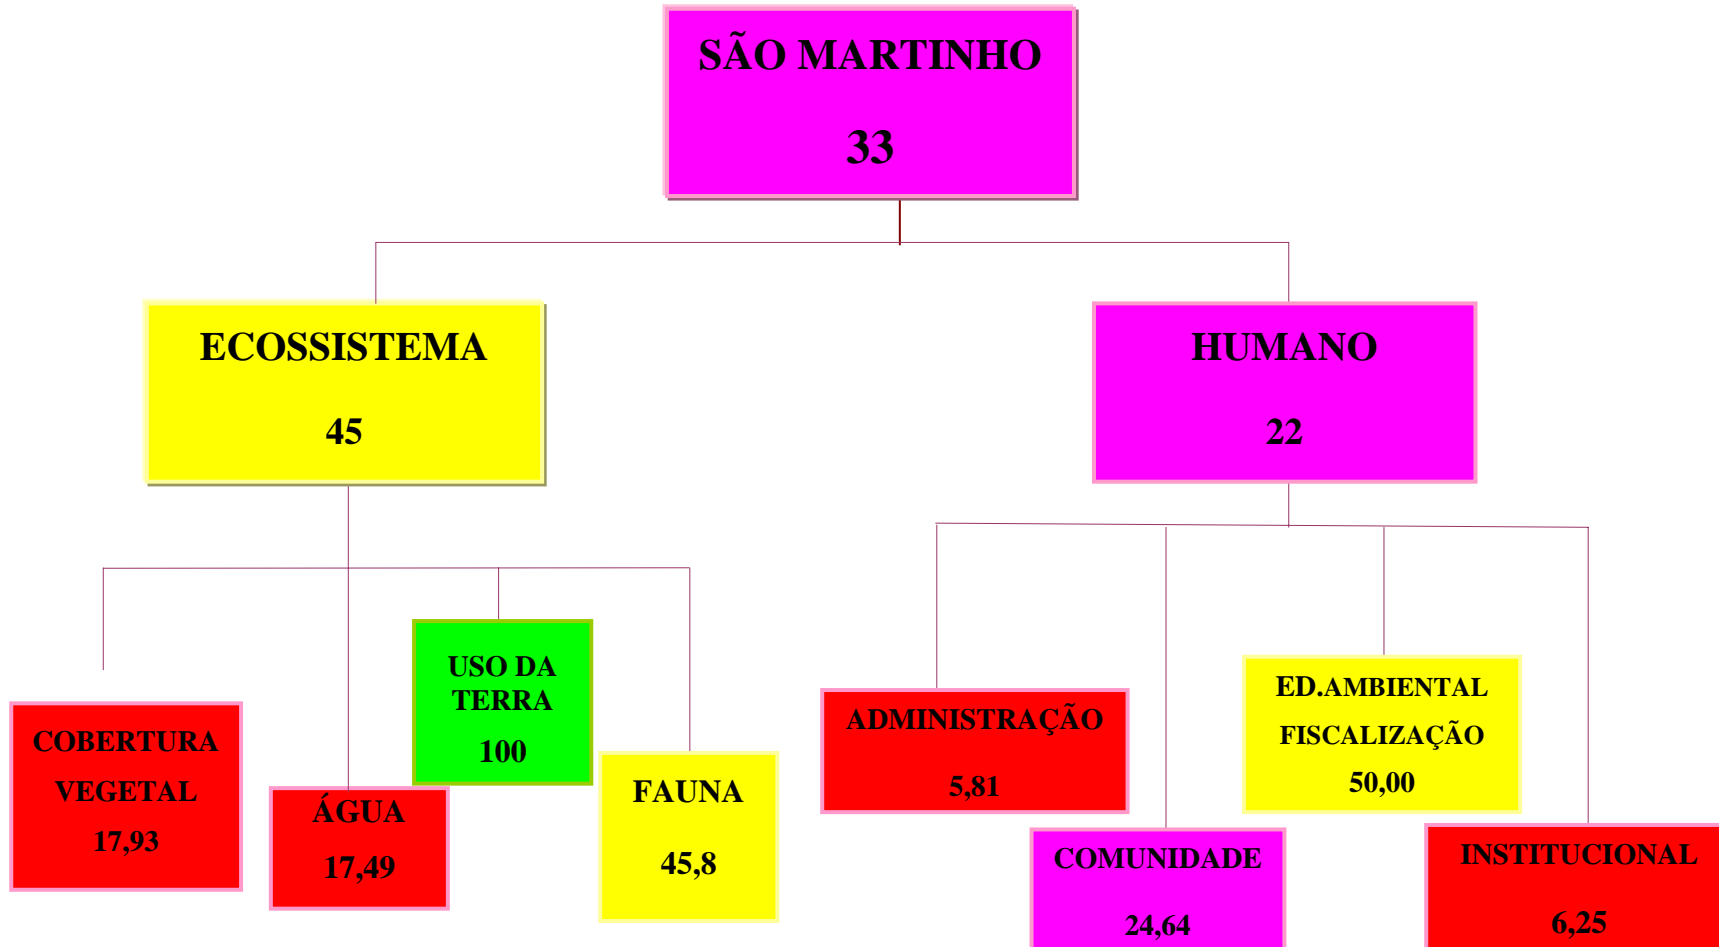 SÃO MARTINHO
33
ECOSSISTEMA
45
HUMANO
22
COBERTURA
VEGETAL
17,93
ÁGUA
17,49
USO DA
TERRA
100
FAUNA
45,8
ADMINISTRAÇÃO
5,81
COMUNIDADE
24,64
ED.AMBIENTAL
FISCALIZAÇÃO
50,00
INSTITUCIONAL
6,25